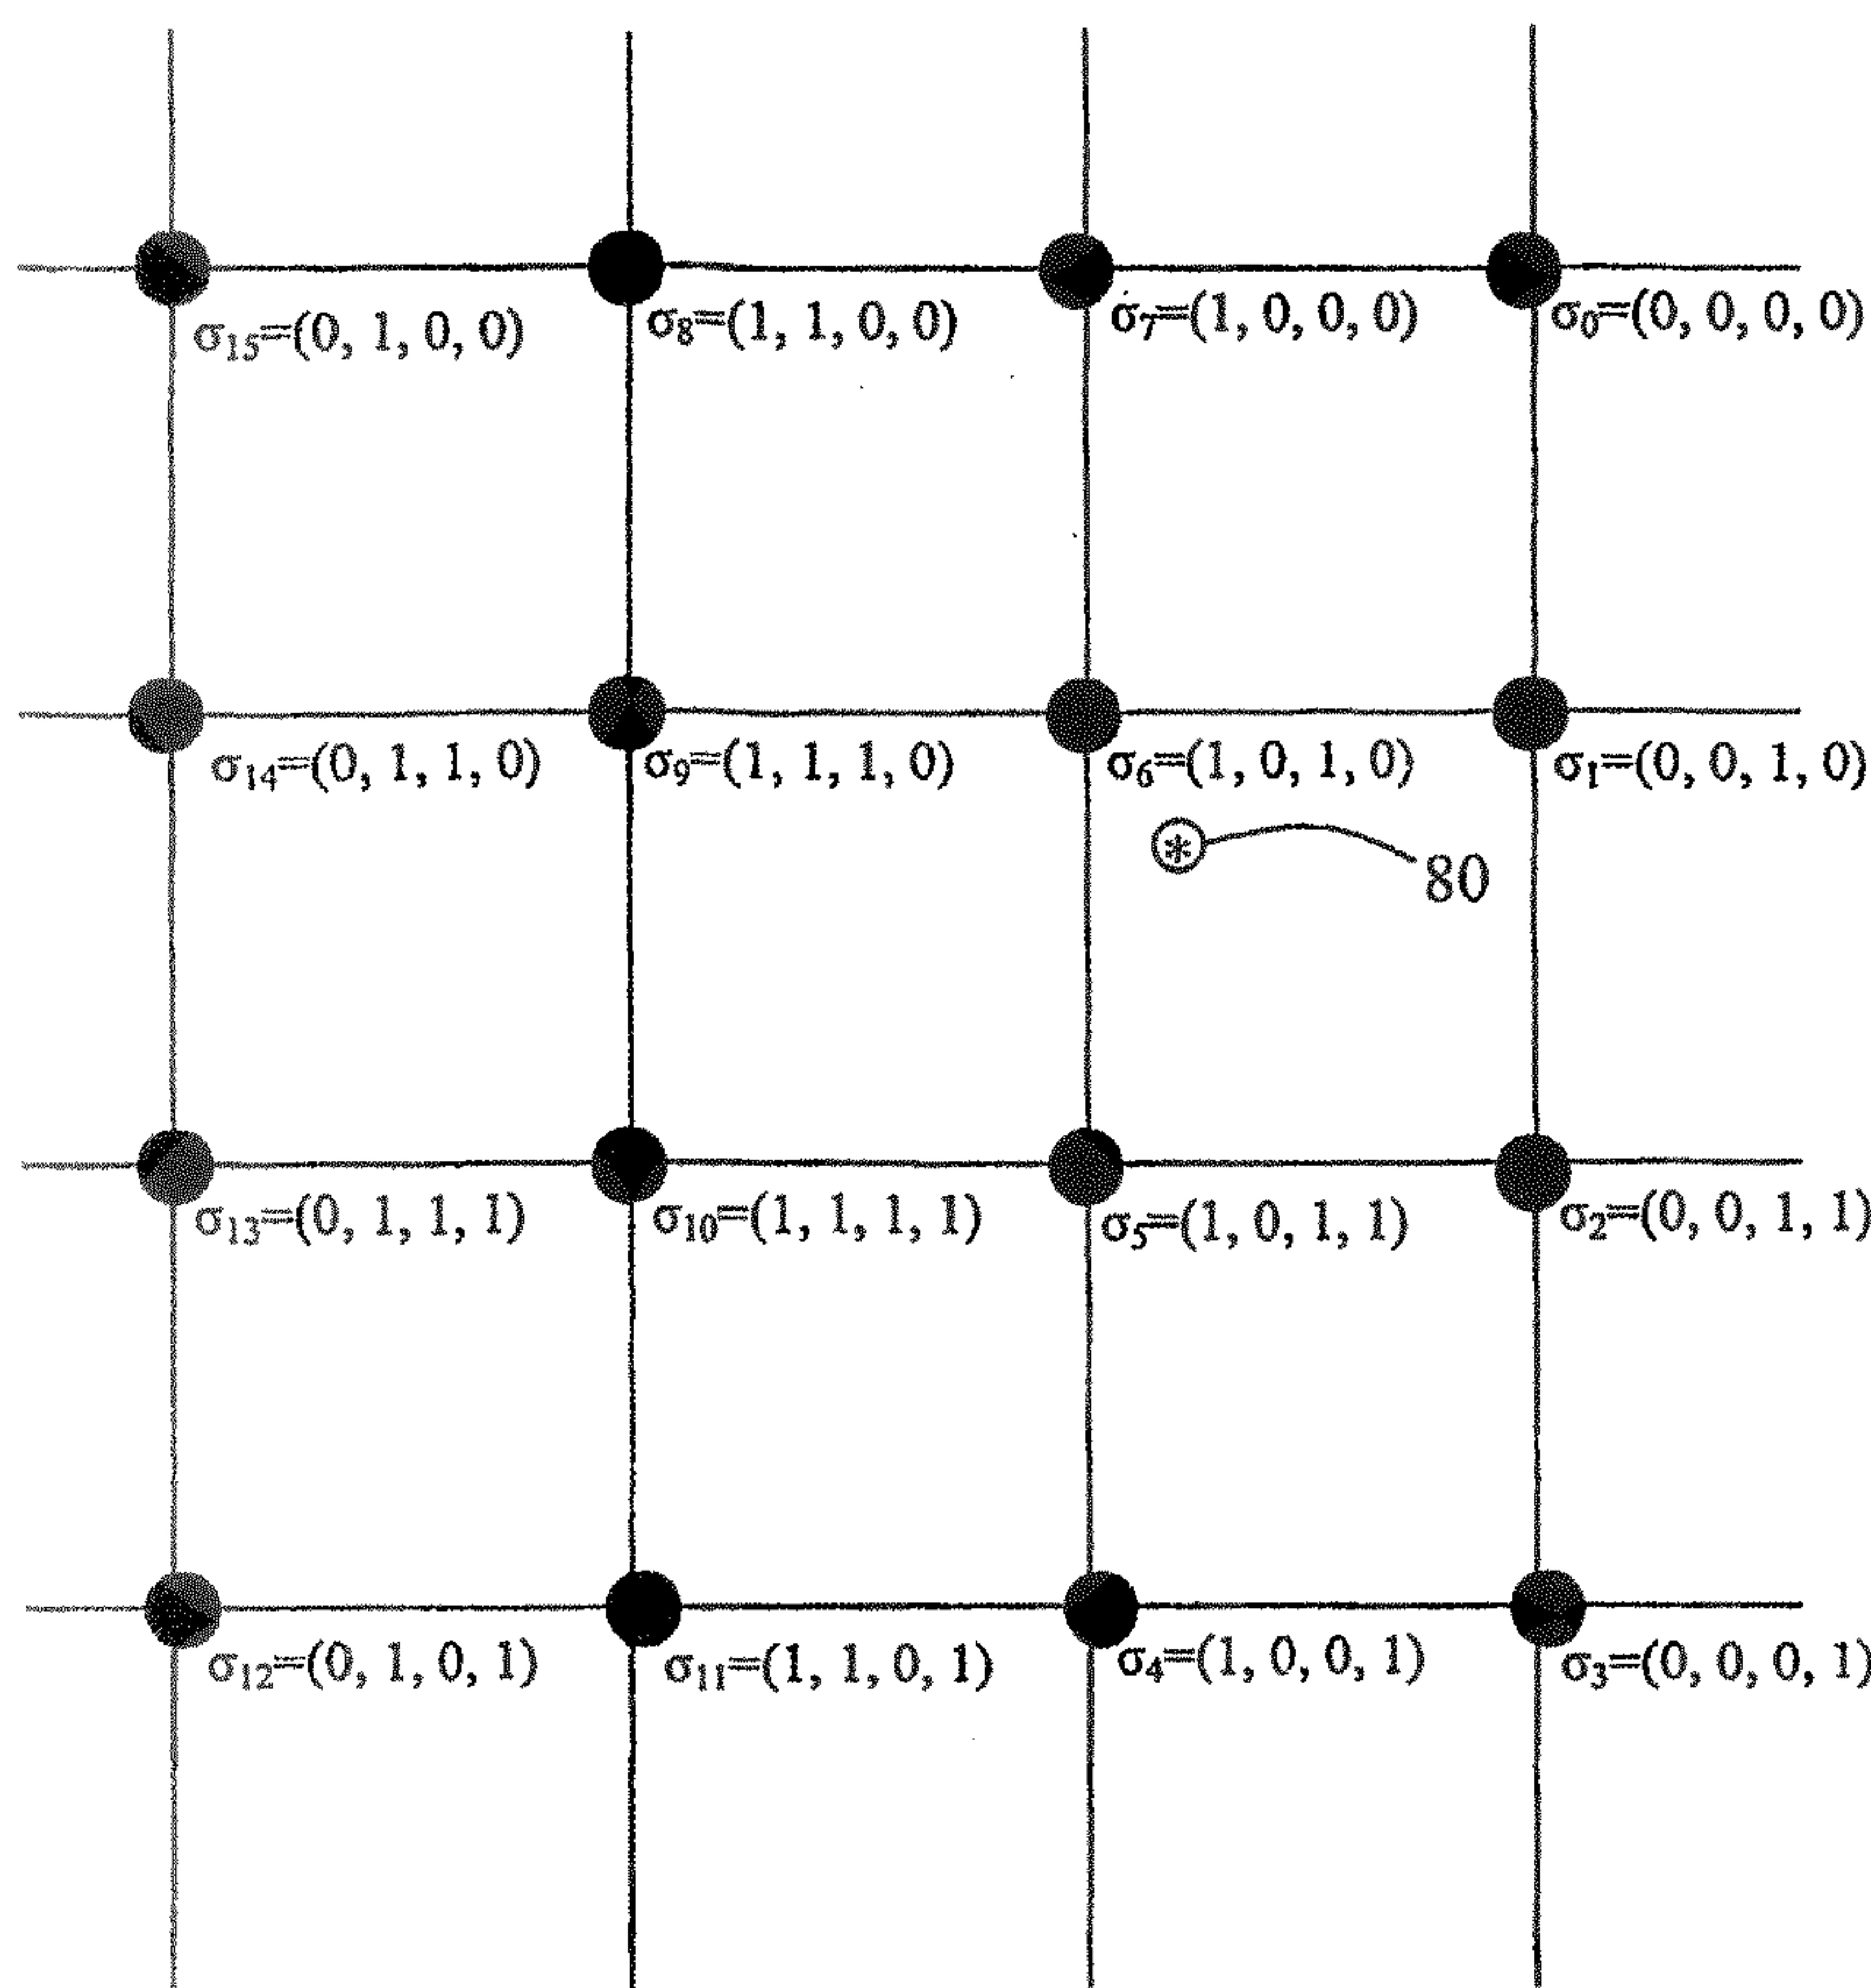 σ15=(0, 1, 0, 0) σ8=(1, 1, 0, 0) σ7=(1, 0, 0, 0) σ0=(0, 0, 0, 0)
σ14=(0, 1, 1, 0) σ9=(1, 1, 1, 0) σ6=(1, 0, 1, 0) σ1=(0, 0, 1, 0)
* 80
σ13=(0, 1, 1, 1) σ10=(1, 1, 1, 1) σ5=(1, 0, 1, 1) σ2=(0, 0, 1, 1)
σ12=(0, 1, 0, 1) σ11=(1, 1, 0, 1) σ4=(1, 0, 0, 1) σ3=(0, 0, 0, 1)